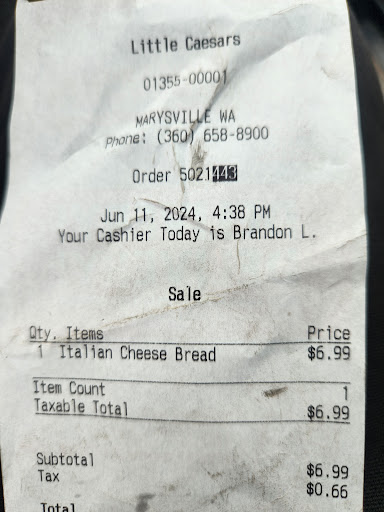 Little Caesars
01355-00001
MARYSVILLE WA
Phone: (360) 658-8900
Order 5021443
Jun 11, 2024, 4:38 PM
Your Cashier Today is Brandon L.
Sale
Qty. Items Price
1 Italian Cheese Bread $6.99
Item Count 1
Taxable Total $6.99
Subtotal $6.99
Tax $0.66
Total